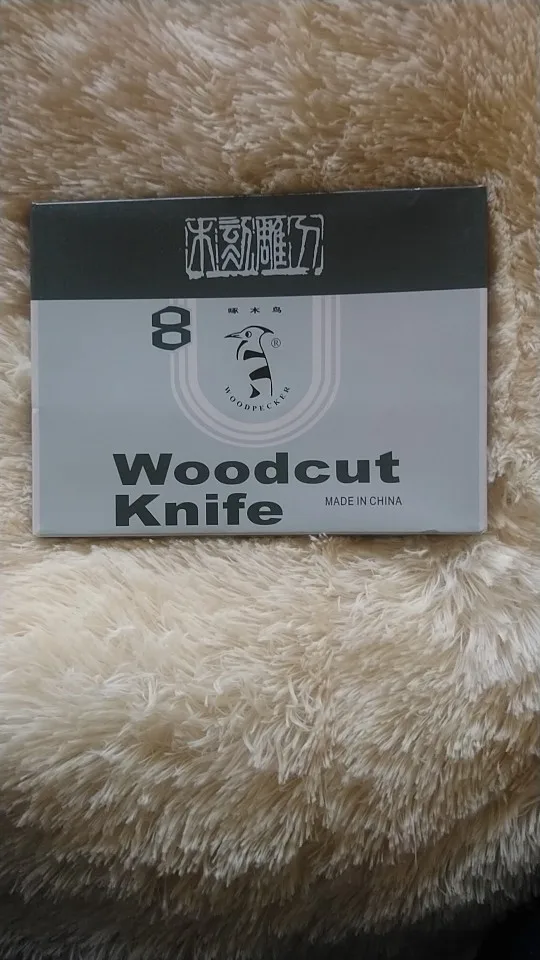 木刻雕刀
8
啄木鸟
®
WOODPECKER
Woodcut
Knife
MADE IN CHINA